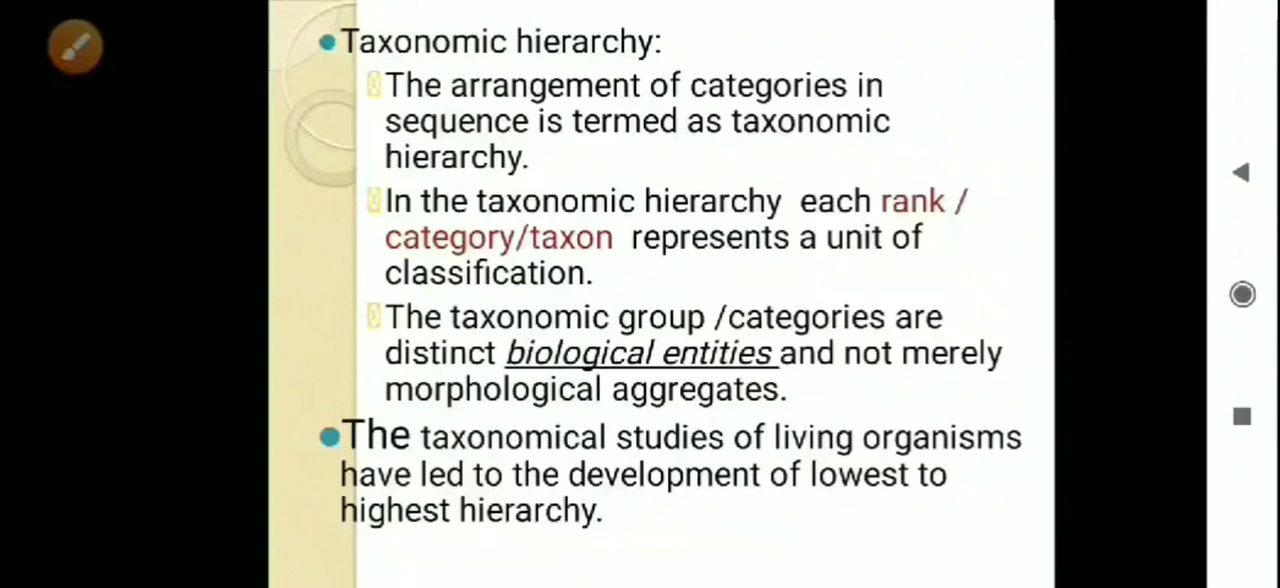 Taxonomic hierarchy:
The arrangement of categories in
sequence is termed as taxonomic
hierarchy.
In the taxonomic hierarchy each rank /
category/taxon represents a unit of
classification.
The taxonomic group /categories are
distinct biological entities and not merely
morphological aggregates.
The taxonomical studies of living organisms
have led to the development of lowest to
highest hierarchy.